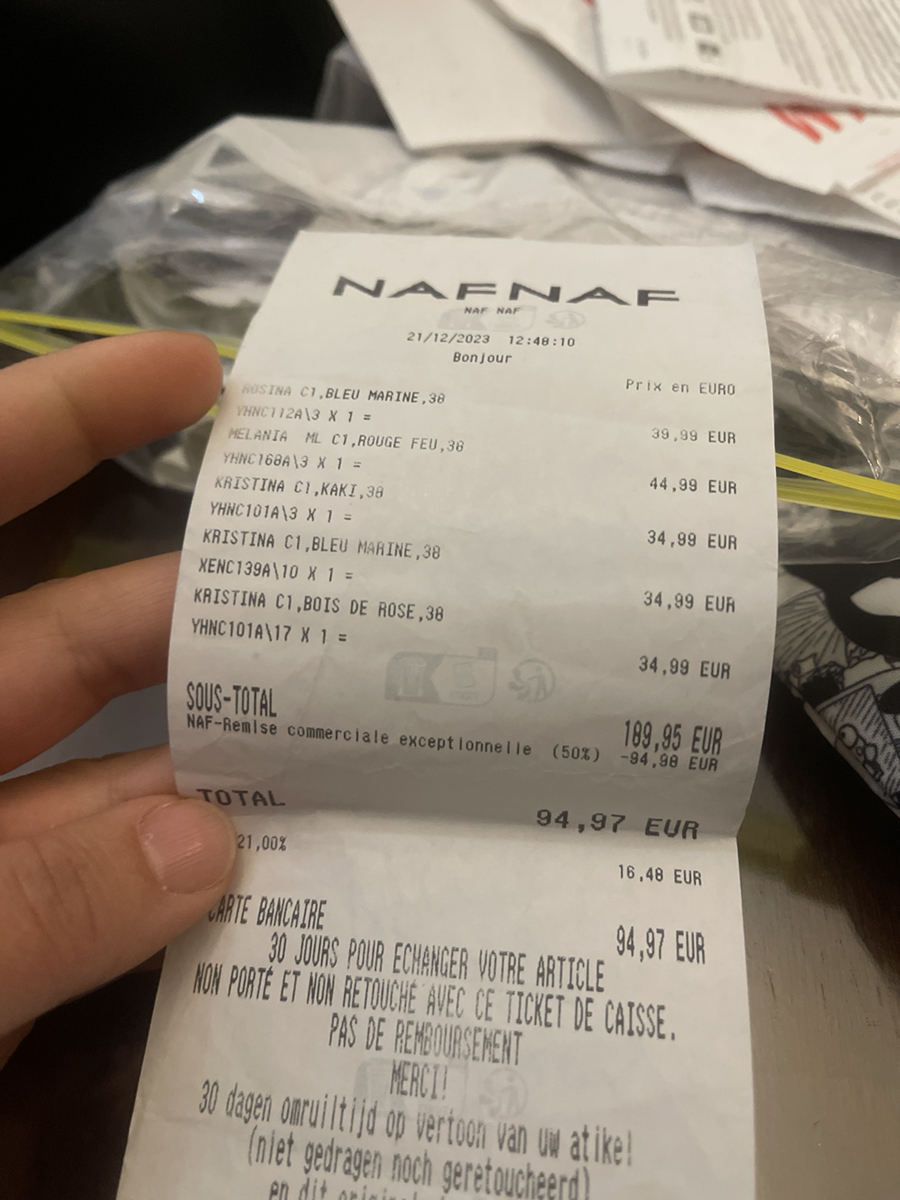 NAFNAF
NAF NAF
21/12/2023 12:48:10
Bonjour
Prix en EURO
ROSINA C1,BLEU MARINE,38
YHNC112A\3 X 1 =
39,99 EUR
MELANIA ML C1,ROUGE FEU,38
YHNC168A\3 X 1 =
44,99 EUR
KRISTINA C1,KAKI,38
YHNC101A\3 X 1 =
34,99 EUR
KRISTINA C1,BLEU MARINE,38
XENC139A\10 X 1 =
34,99 EUR
KRISTINA C1,BOIS DE ROSE,38
YHNC101A\17 X 1 =
34,99 EUR
SOUS-TOTAL 189,95 EUR
NAF-Remise commerciale exceptionnelle (50%) -94,98 EUR
TOTAL 94,97 EUR
21,00% 16,48 EUR
CARTE BANCAIRE 94,97 EUR
30 JOURS POUR ECHANGER VOTRE ARTICLE
NON PORTÉ ET NON RETOUCHÉ AVEC CE TICKET DE CAISSE.
PAS DE REMBOURSEMENT
MERCI!
30 dagen omruiltijd op vertoon van uw atikel
(niet gedragen noch geretoucheerd)
en dit